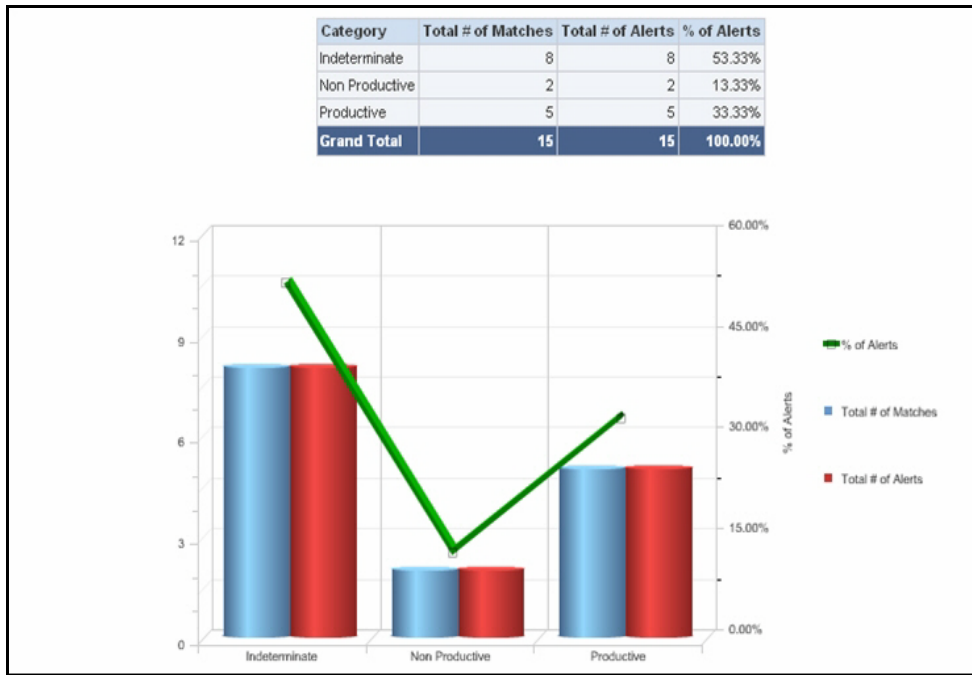 Category Total # of Matches Total # of Alerts % of Alerts
Indeterminate 8 8 53.33%
Non Productive 2 2 13.33%
Productive 5 5 33.33%
Grand Total 15 15 100.00%
12
9
6
3
0
60.00%
45.00%
30.00%
15.00%
0.00%
% of Alerts
Indeterminate Non Productive Productive
% of Alerts
Total # of Matches
Total # of Alerts